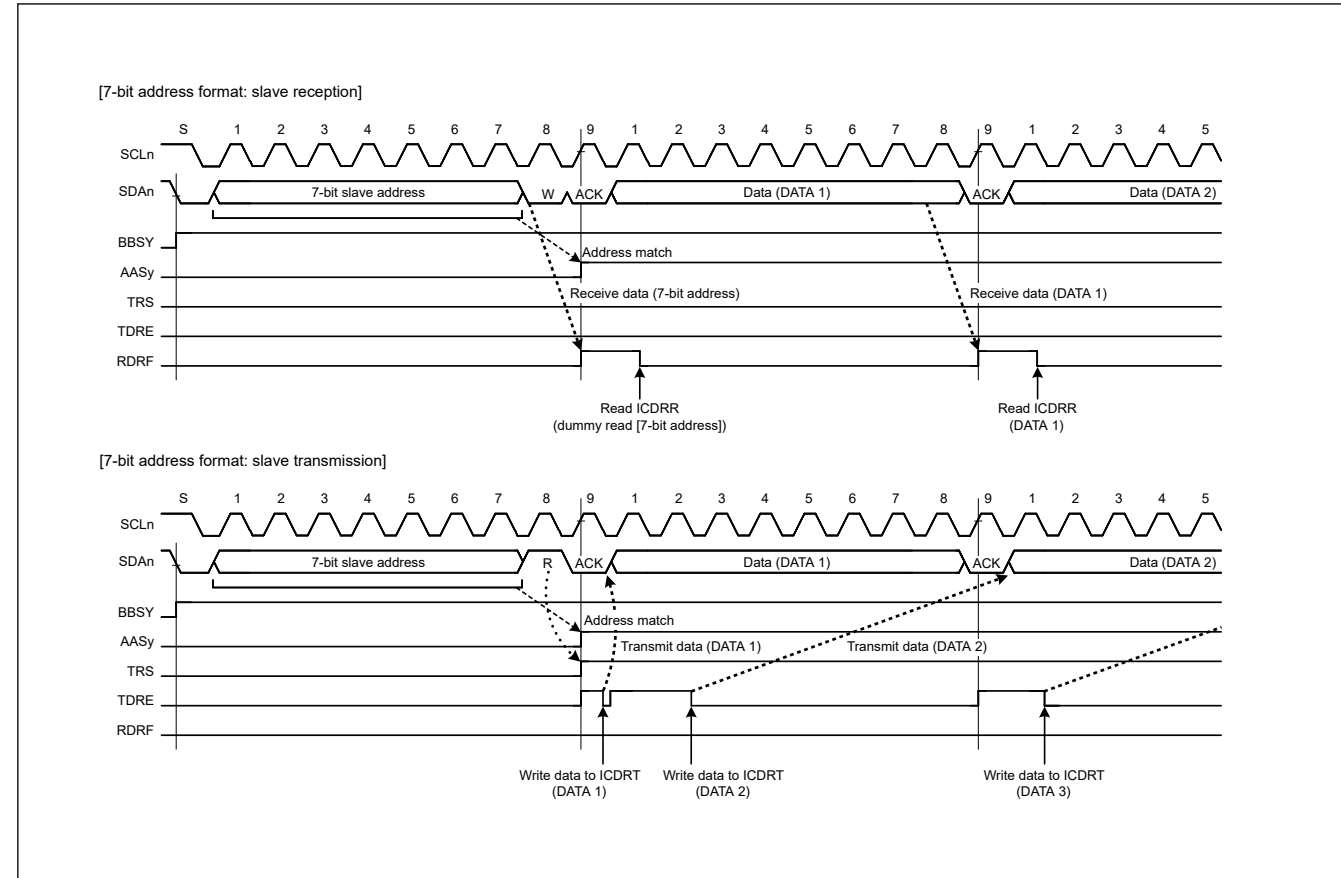 [7-bit address format: slave reception]
S 1 2 3 4 5 6 7 8 9 1 2 3 4 5 6 7 8 9 1 2 3 4 5
SCLn
SDAn 7-bit slave address W ACK Data (DATA 1) ACK Data (DATA 2)
BBSY
Address match
AASy
TRS Receive data (7-bit address) Receive data (DATA 1)
TDRE
RDRF
Read ICDRR Read ICDRR
(dummy read [7-bit address]) (DATA 1)
[7-bit address format: slave transmission]
S 1 2 3 4 5 6 7 8 9 1 2 3 4 5 6 7 8 9 1 2 3 4 5
SCLn
SDAn 7-bit slave address R ACK Data (DATA 1) ACK Data (DATA 2)
BBSY
Address match
AASy Transmit data (DATA 1) Transmit data (DATA 2)
TRS
TDRE
RDRF
Write data to ICDRT Write data to ICDRT Write data to ICDRT
(DATA 1) (DATA 2) (DATA 3)